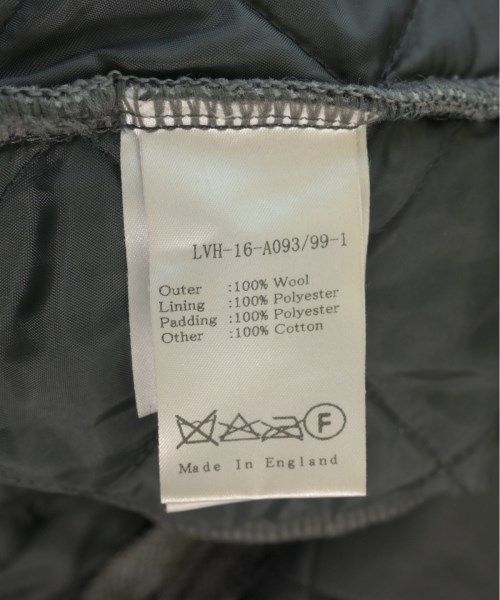 LVH-16-A093/99-1
Outer :100% Wool
Lining :100% Polyester
Padding :100% Polyester
Other :100% Cotton
F
Made In England